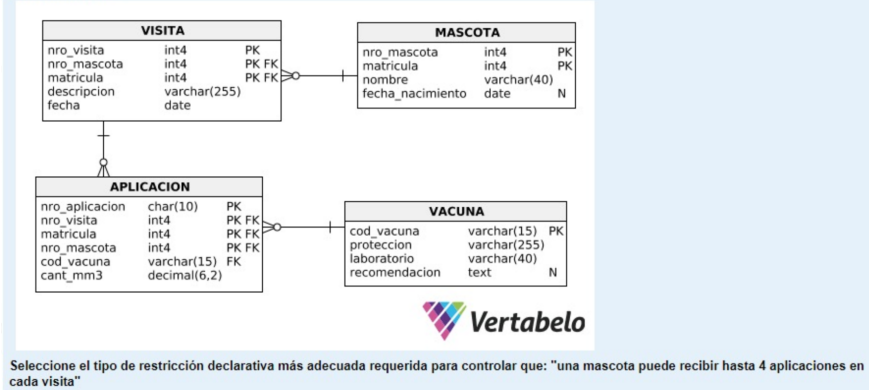 VISITA
nro_visita int4 PK
nro_mascota int4 PK FK
matricula int4 PK FK
descripcion varchar(255)
fecha date
MASCOTA
nro_mascota int4 PK
matricula int4 PK
nombre varchar(40)
fecha_nacimiento date N
APLICACION
nro_aplicacion char(10) PK
nro_visita int4 PK FK
matricula int4 PK FK
nro_mascota int4 PK FK
cod_vacuna varchar(15) FK
cant_mm3 decimal(6,2)
VACUNA
cod_vacuna varchar(15) PK
proteccion varchar(255)
laboratorio varchar(40)
recomendacion text N
Vertabelo
Seleccione el tipo de restricción declarativa más adecuada requerida para controlar que: "una mascota puede recibir hasta 4 aplicaciones en
cada visita"